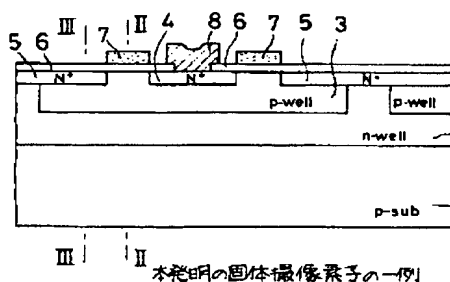 III II 8
5 6 7 4 6 7 5 3
N⁺ N⁺ N⁺
p-well p-well
n-well
p-sub
III II
本発明の固体撮像素子の一例